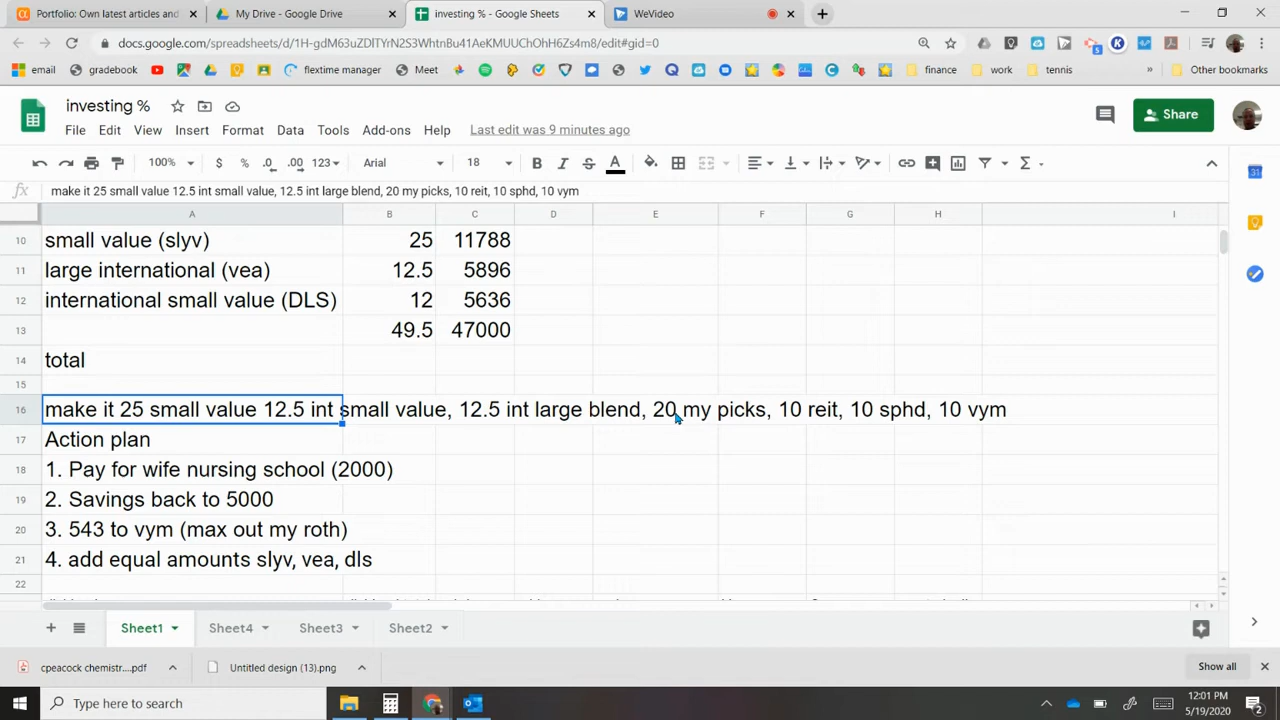 Portfolio: Own latest articles and
My Drive - Google Drive
investing % - Google Sheets
WeVideo
docs.google.com/spreadsheets/d/1H-gdM63uZDlTYrN2S3WhtnBu41AeKMUUChOhH6Zs4m8/edit#gid=0
email
gradebook
flextime manager
Meet
finance
work
tennis
»
Other bookmarks
investing %
File Edit View Insert Format Data Tools Add-ons Help Last edit was 9 minutes ago
Share
100% $ % .0 .00 123 Arial 18 B I S A
fx make it 25 small value 12.5 int small value, 12.5 int large blend, 20 my picks, 10 reit, 10 sphd, 10 vym
A B C D E F G H I
10 small value (slyv) 25 11788
11 large international (vea) 12.5 5896
12 international small value (DLS) 12 5636
13 49.5 47000
14 total
15
16 make it 25 small value 12.5 int small value, 12.5 int large blend, 20 my picks, 10 reit, 10 sphd, 10 vym
17 Action plan
18 1. Pay for wife nursing school (2000)
19 2. Savings back to 5000
20 3. 543 to vym (max out my roth)
21 4. add equal amounts slyv, vea, dls
22
Sheet1 Sheet4 Sheet3 Sheet2
cpeacock chemistr....pdf
Untitled design (13).png
Show all
Type here to search
12:01 PM
5/19/2020
2